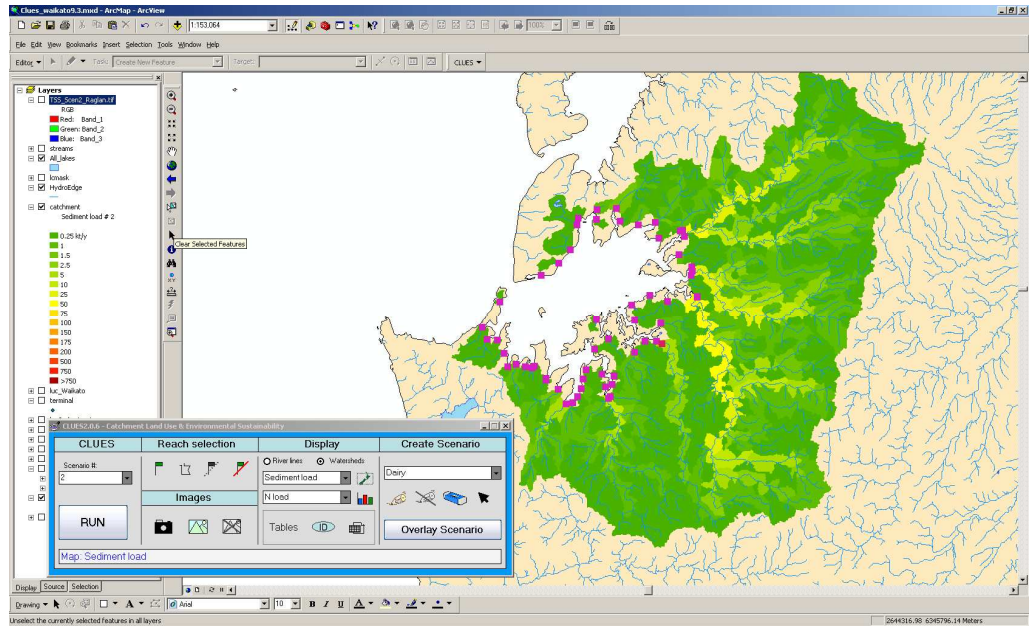 Clues_waikato9.3.mxd - ArcMap - ArcView
1:153,064
100%
File Edit View Bookmarks Insert Selection Tools Window Help
Editor Task: Create New Feature Target: CLUES
Layers
TSS_Scen2_Raglan.tif
RGB
Red: Band_1
Green: Band_2
Blue: Band_3
streams
All_lakes
lcmask
HydroEdge
catchment
Sediment load # 2
0.25 kt/y
1
1.5
2.5
5
10
25
50
75
100
150
175
200
500
750
>750
luc_Waikato
terminal
Clear Selected Features
CLUES2.0.6 - Catchment Land Use & Environmental Sustainability
CLUES Reach selection Display Create Scenario
Scenario #:
2
River lines Watersheds
Sediment load
Dairy
Images
N load
RUN
Tables ID
Overlay Scenario
Map: Sediment load
Display Source Selection
Drawing A Arial 10 B I U A
Unselect the currently selected features in all layers
2644316.98 6345796.14 Meters